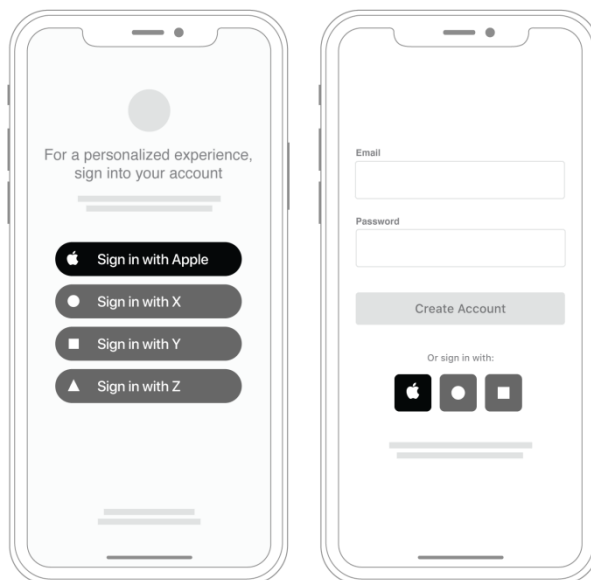 For a personalized experience,
sign into your account
Sign in with Apple
Sign in with X
Sign in with Y
Sign in with Z
Email
Password
Create Account
Or sign in with: